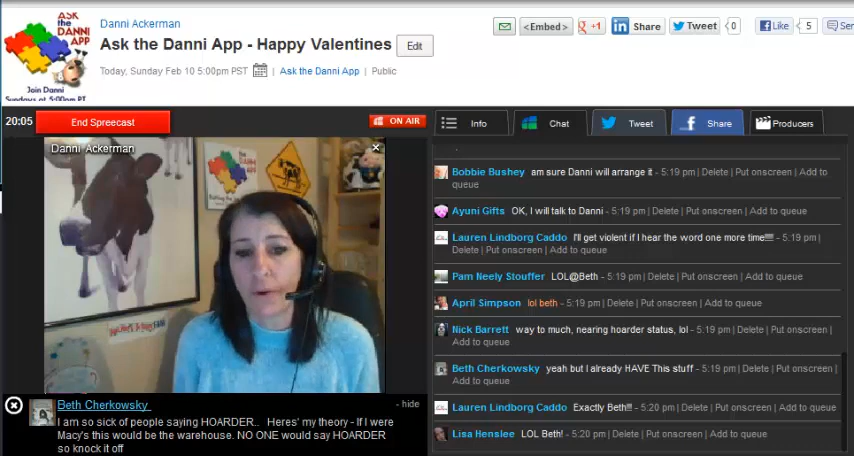 ASK
the
DANNI
APP
Join Danni
Sundays at 5:00pm PT
Danni Ackerman
Ask the Danni App - Happy Valentines
Edit
Today, Sunday Feb 10 5:00pm PST | Ask the Danni App | Public
<Embed>
+1
in Share
Tweet
0
Like
5
20:05
End Spreecast
ON AIR
Info
Chat
Tweet
Share
Producers
Danni Ackerman
Bobbie Bushey am sure Danni will arrange it - 5:19 pm | Delete | Put onscreen | Add to
queue
Ayuni Gifts OK, I will talk to Danni - 5:19 pm | Delete | Put onscreen | Add to queue
Lauren Lindborg Caddo I'll get violent if I hear the word one more time!!!! - 5:19 pm |
Delete | Put onscreen | Add to queue
Pam Neely Stouffer LOL@Beth - 5:19 pm | Delete | Put onscreen | Add to queue
April Simpson lol beth - 5:19 pm | Delete | Put onscreen | Add to queue
Nick Barrett way to much, nearing hoarder status, lol - 5:19 pm | Delete | Put onscreen |
Add to queue
Beth Cherkowsky yeah but I already HAVE This stuff - 5:19 pm | Delete | Put onscreen |
Add to queue
Lauren Lindborg Caddo Exactly Beth!!! - 5:20 pm | Delete | Put onscreen | Add to queue
Lisa Henslee LOL Beth! - 5:20 pm | Delete | Put onscreen | Add to queue
Beth Cherkowsky
- hide
I am so sick of people saying HOARDER.. Heres' my theory - If I were
Macy's this would be the warehouse. NO ONE would say HOARDER
so knock it off